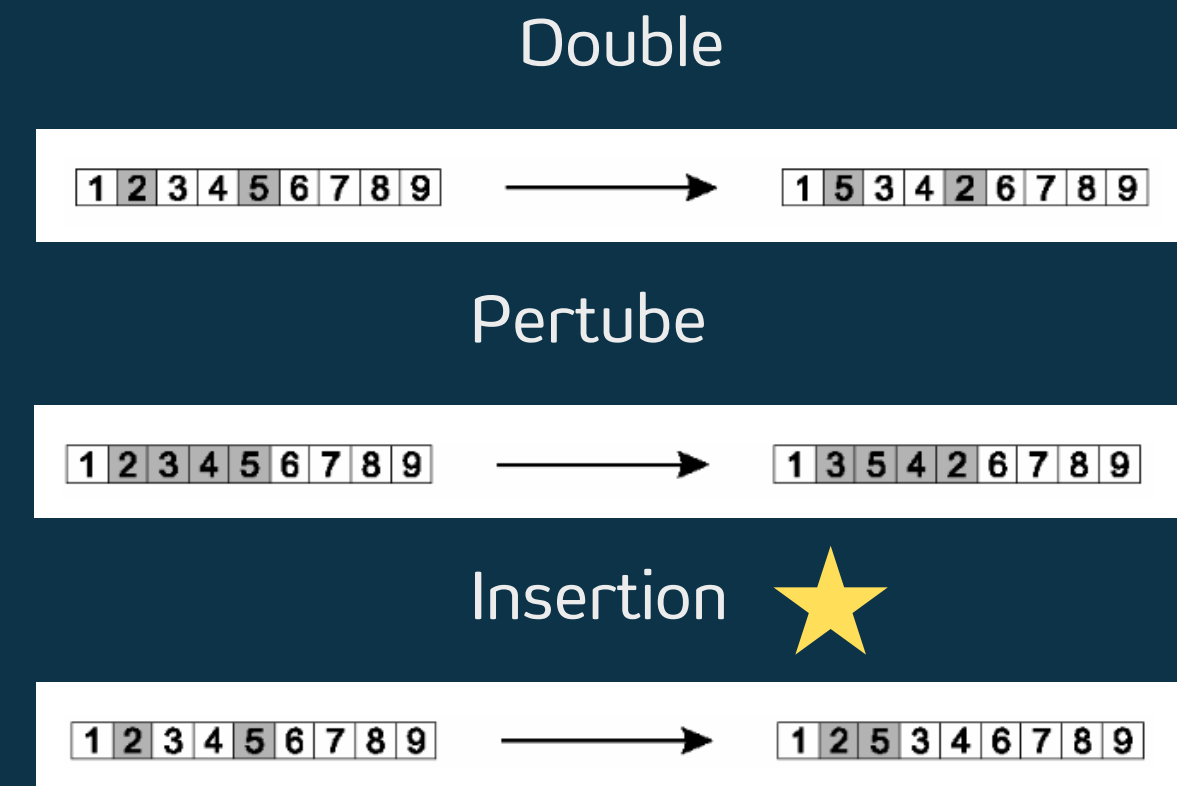 Double
1 2 3 4 5 6 7 8 9 1 5 3 4 2 6 7 8 9
Pertube
1 2 3 4 5 6 7 8 9 1 3 5 4 2 6 7 8 9
Insertion
1 2 3 4 5 6 7 8 9 1 2 5 3 4 6 7 8 9